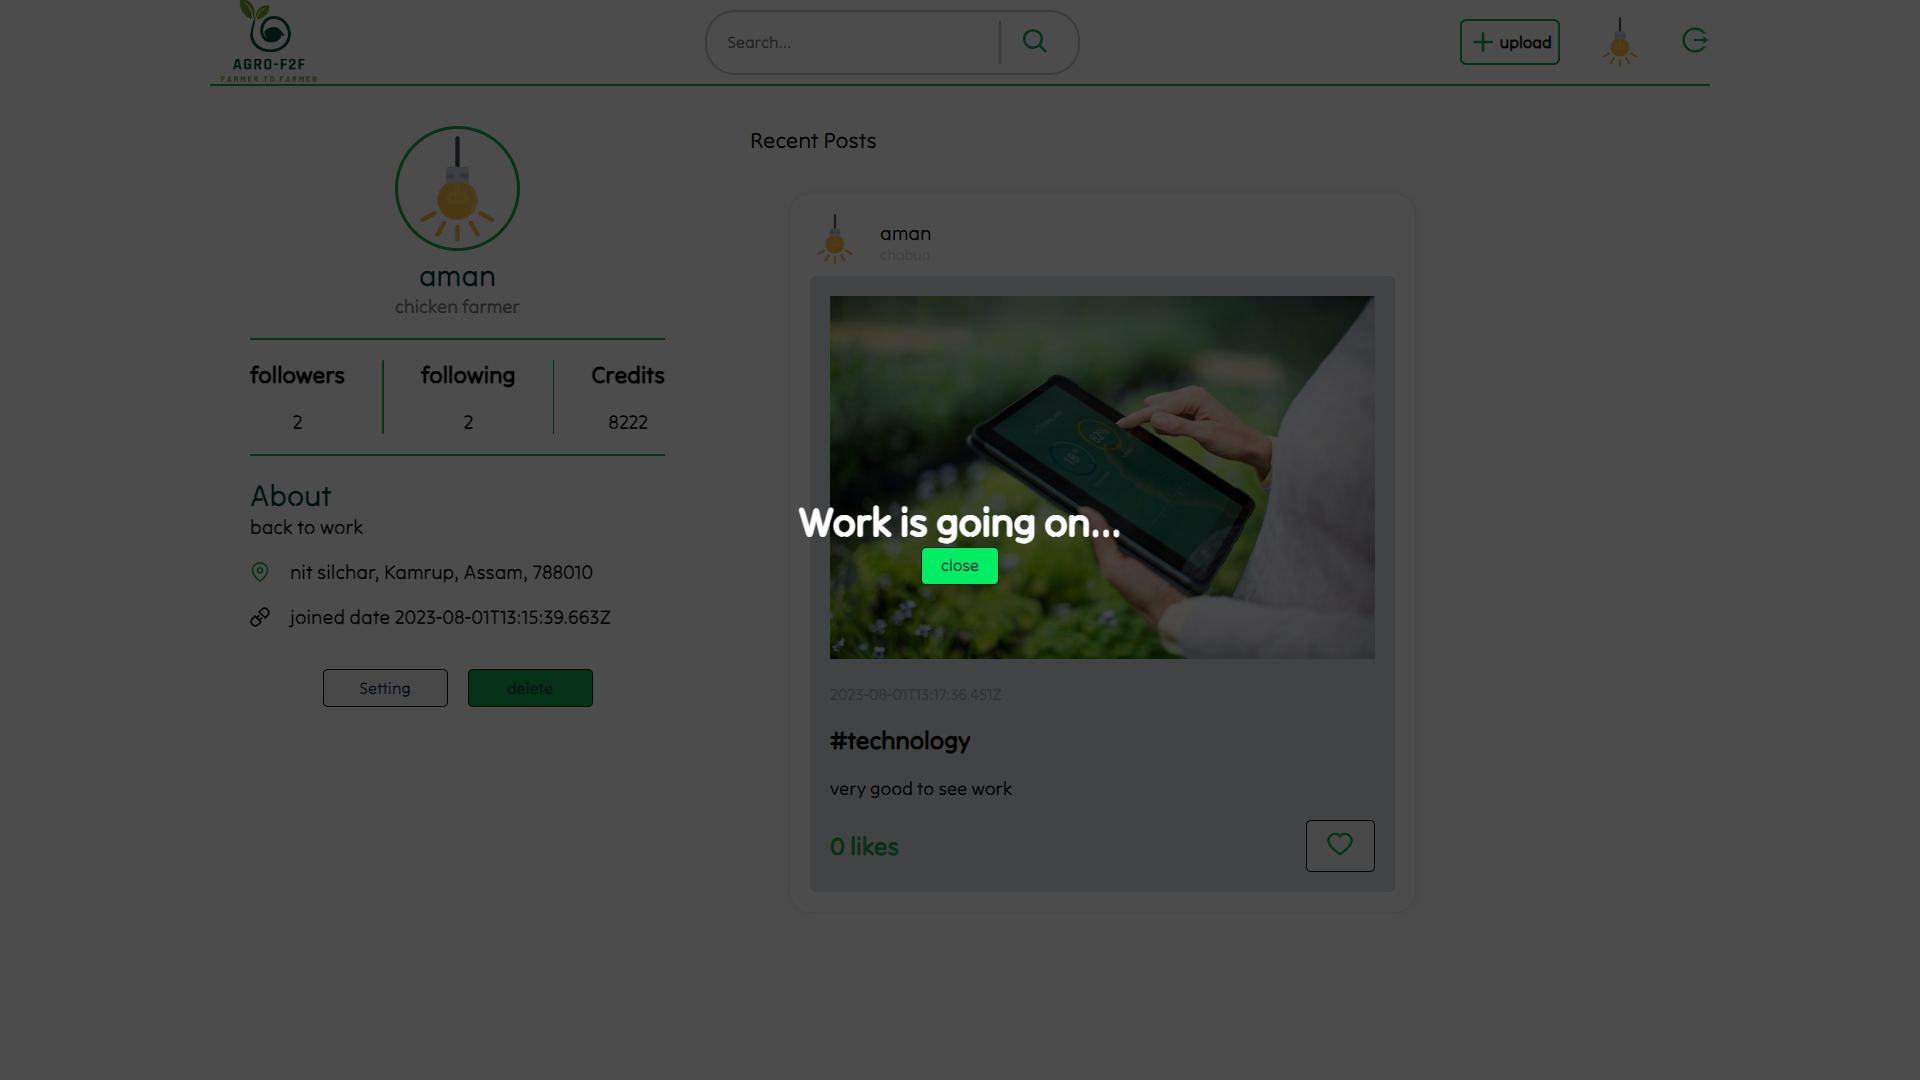 AGRO-F2F
FARMER TO FARMER
Search...
upload
aman
chicken farmer
followers
following
Credits
2
2
8222
About
back to work
nit silchar, Kamrup, Assam, 788010
joined date 2023-08-01T13:15:39.663Z
Setting
delete
Recent Posts
aman
chabua
Work is going on...
close
2023-08-01T13:17:36.451Z
#technology
very good to see work
0 likes